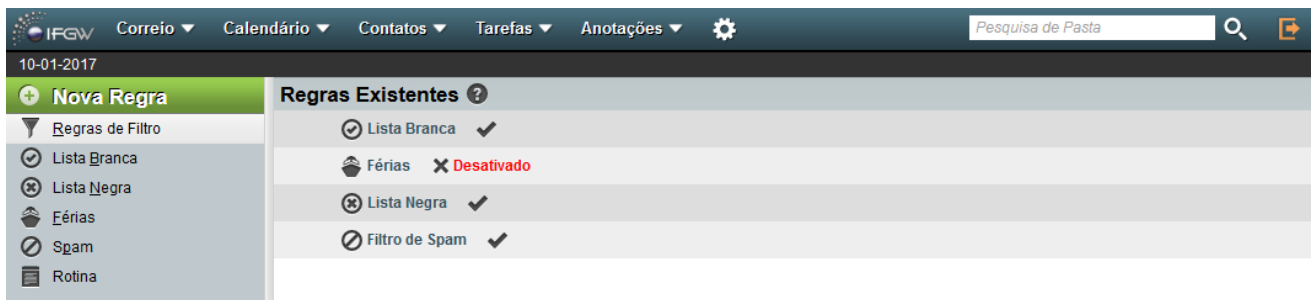 IFGW Correio Calendário Contatos Tarefas Anotações Pesquisa de Pasta
10-01-2017
Nova Regra
Regras de Filtro
Lista Branca
Lista Negra
Férias
Spam
Rotina
Regras Existentes ?
Lista Branca
Férias Desativado
Lista Negra
Filtro de Spam